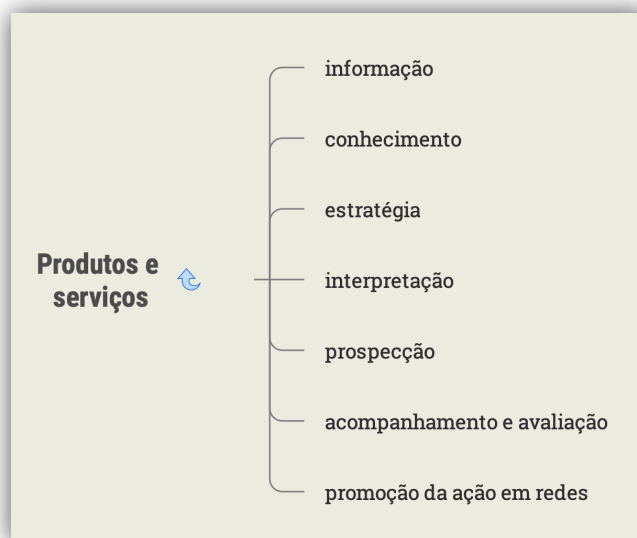 informação
conhecimento
estratégia
Produtos e
serviços
interpretação
prospecção
acompanhamento e avaliação
promoção da ação em redes